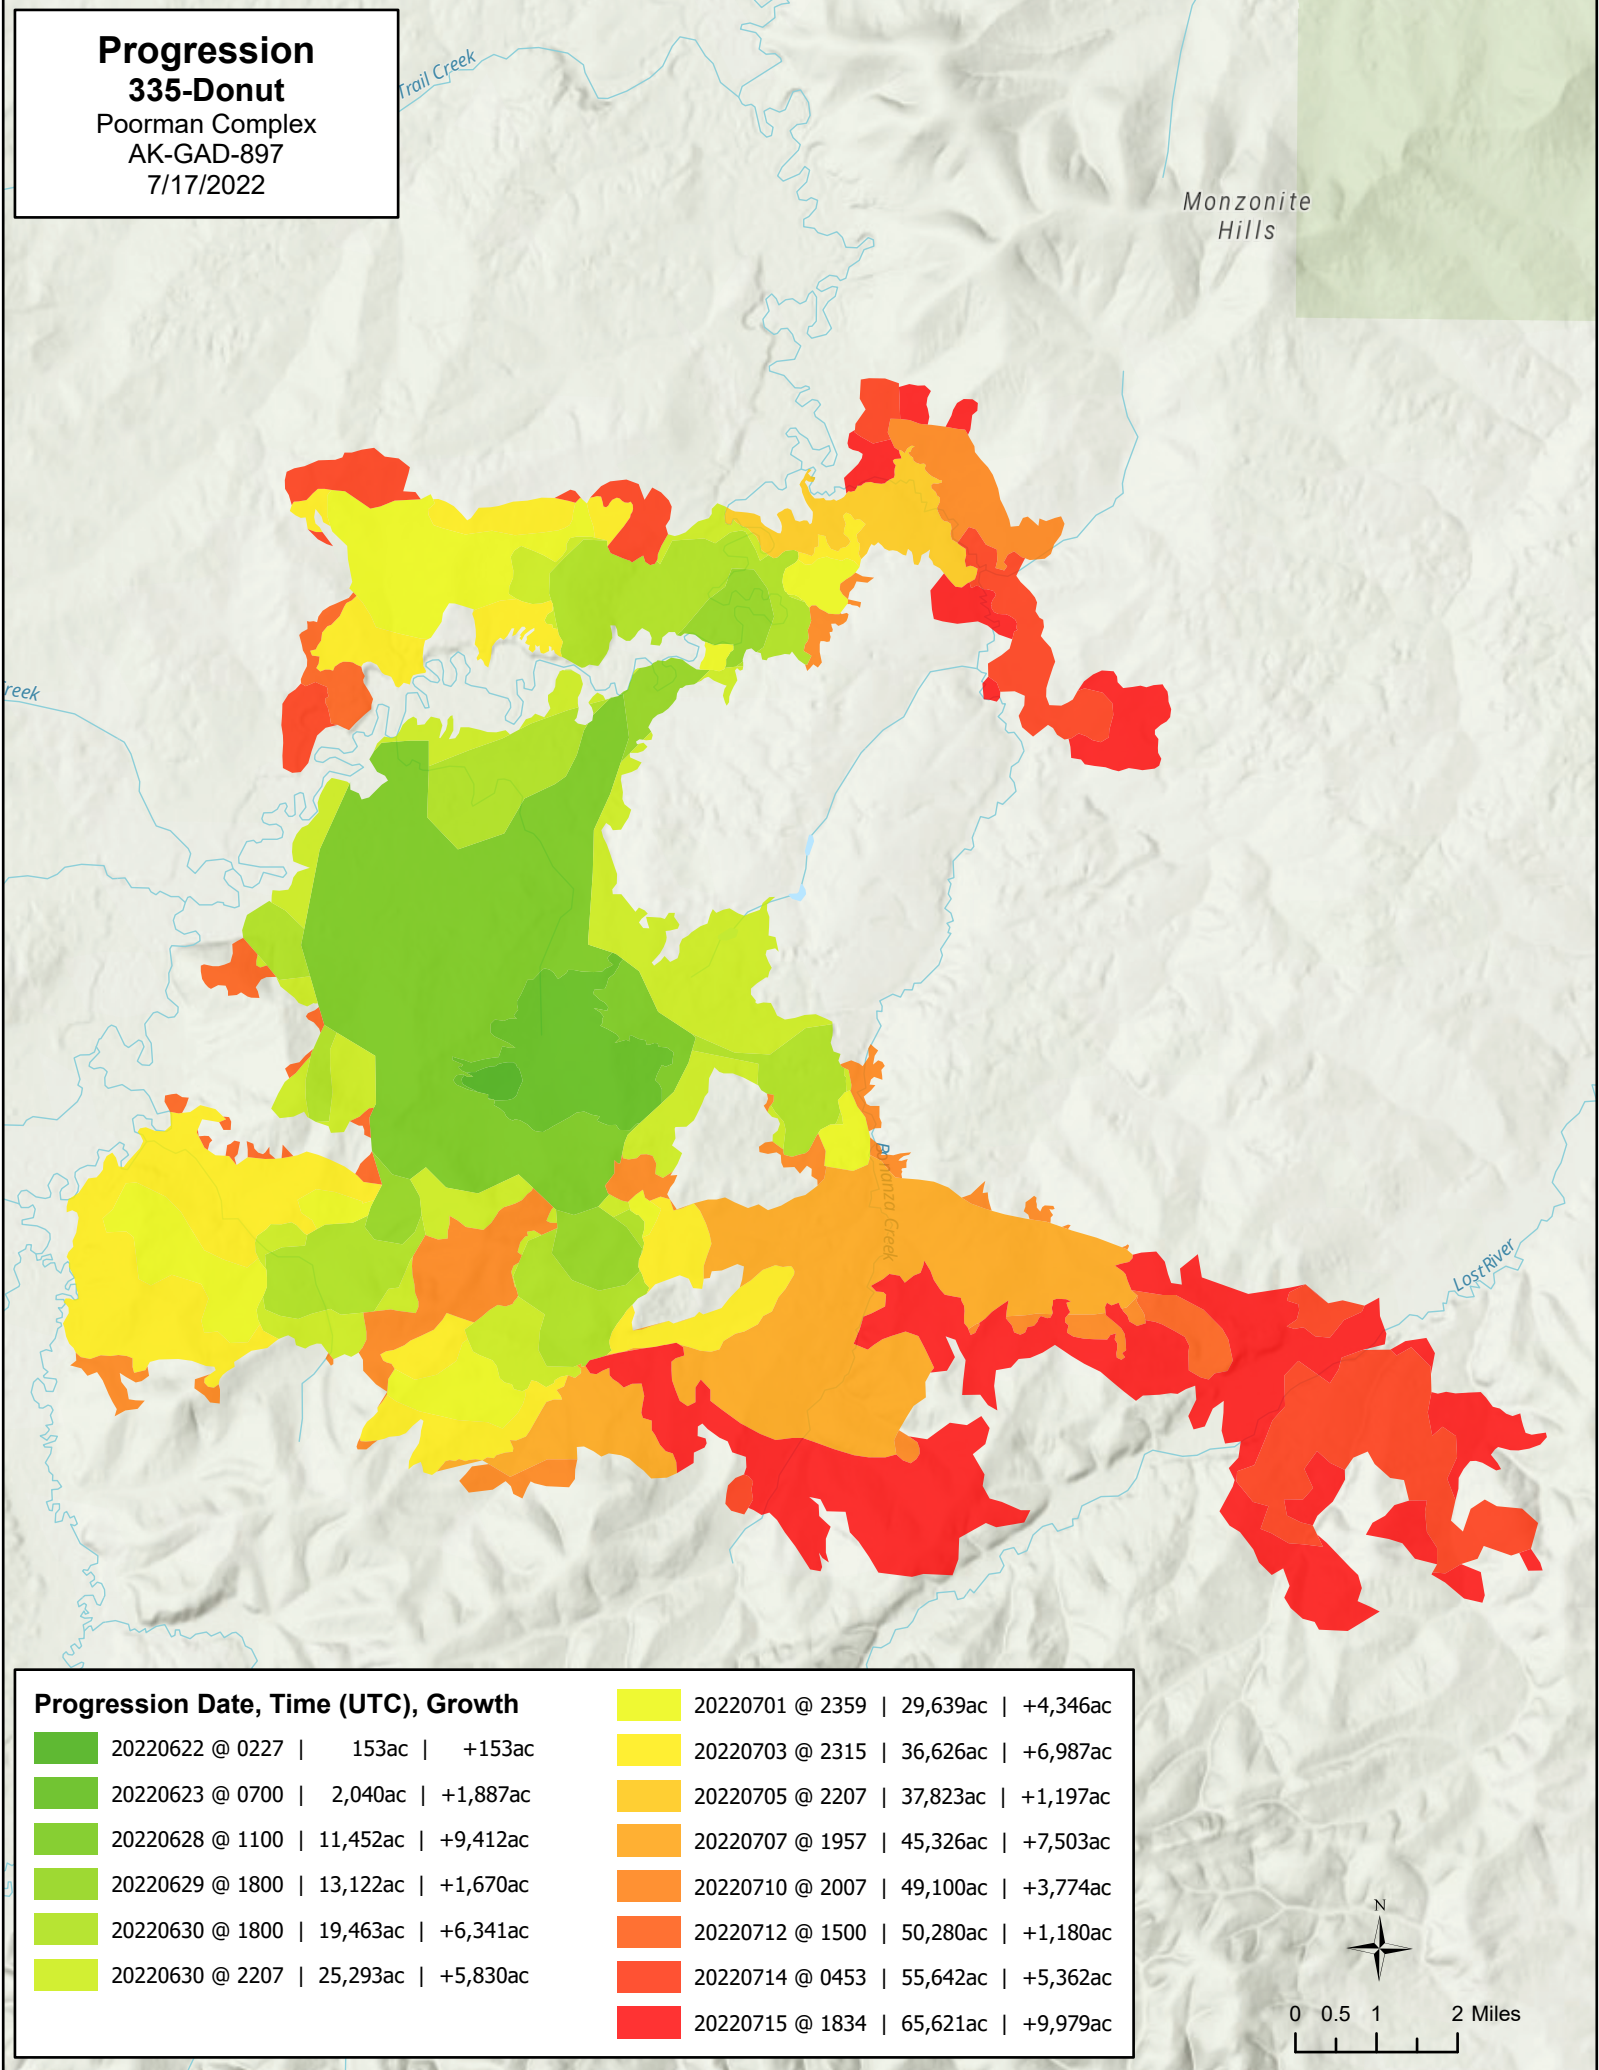 Progression
335-Donut
Poorman Complex
AK-GAD-897
7/17/2022
Trail Creek
Monzonite
Hills
reek
Bonanza Creek
Lost River
Progression Date, Time (UTC), Growth
20220622 @ 0227 | 153ac | +153ac
20220623 @ 0700 | 2,040ac | +1,887ac
20220628 @ 1100 | 11,452ac | +9,412ac
20220629 @ 1800 | 13,122ac | +1,670ac
20220630 @ 1800 | 19,463ac | +6,341ac
20220630 @ 2207 | 25,293ac | +5,830ac
20220701 @ 2359 | 29,639ac | +4,346ac
20220703 @ 2315 | 36,626ac | +6,987ac
20220705 @ 2207 | 37,823ac | +1,197ac
20220707 @ 1957 | 45,326ac | +7,503ac
20220710 @ 2007 | 49,100ac | +3,774ac
20220712 @ 1500 | 50,280ac | +1,180ac
20220714 @ 0453 | 55,642ac | +5,362ac
20220715 @ 1834 | 65,621ac | +9,979ac
N
0 0.5 1 2 Miles